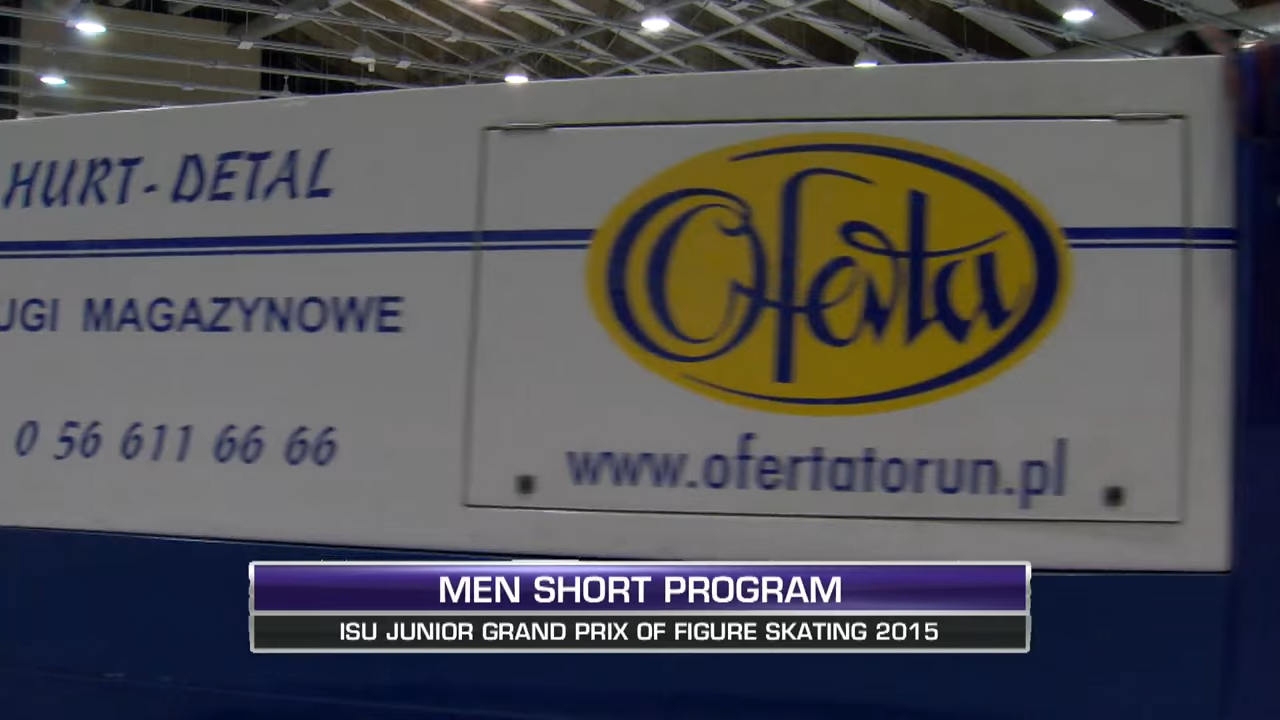 HURT-DETAL
MAGAZYNOWE
0 56 611 66 66
Oferta
www.ofertatorun.pl
MEN SHORT PROGRAM
ISU JUNIOR GRAND PRIX OF FIGURE SKATING 2015